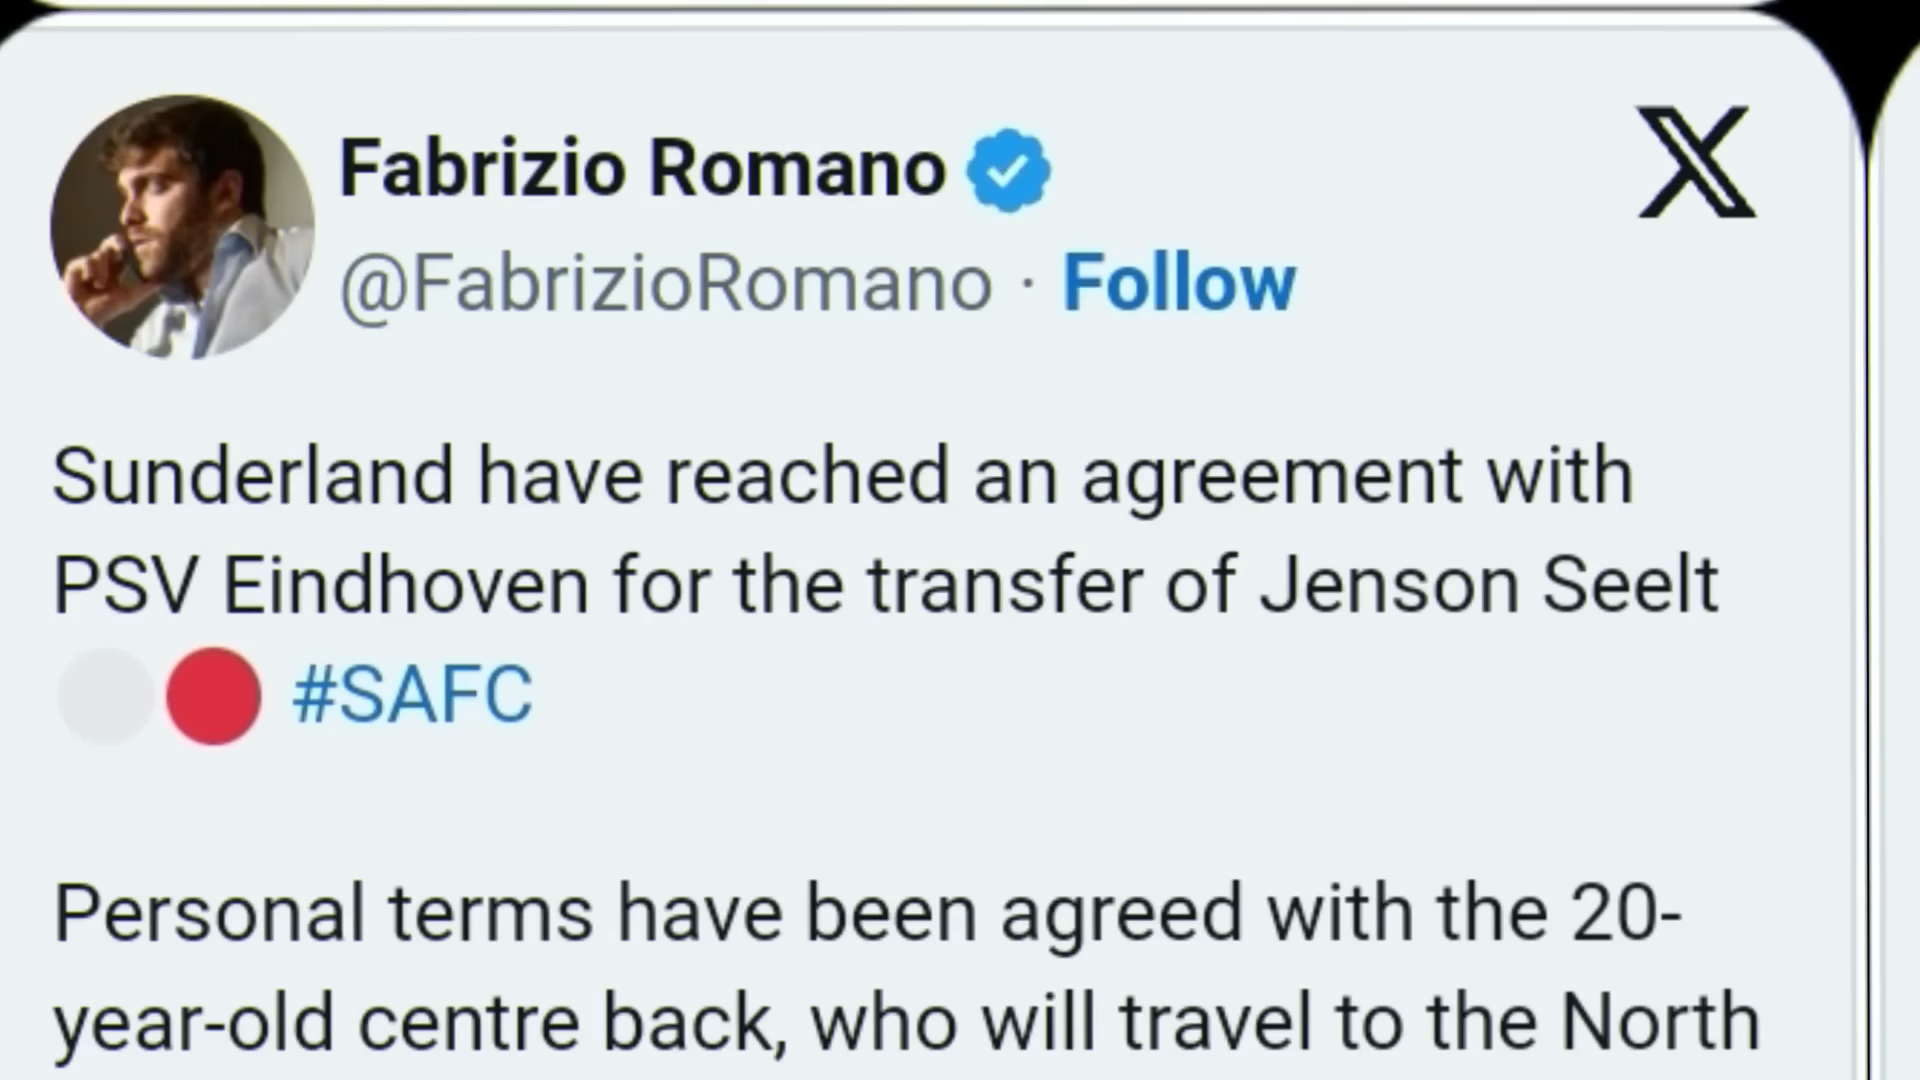 Fabrizio Romano
@FabrizioRomano · Follow
Sunderland have reached an agreement with
PSV Eindhoven for the transfer of Jenson Seelt
#SAFC
Personal terms have been agreed with the 20-
year-old centre back, who will travel to the North